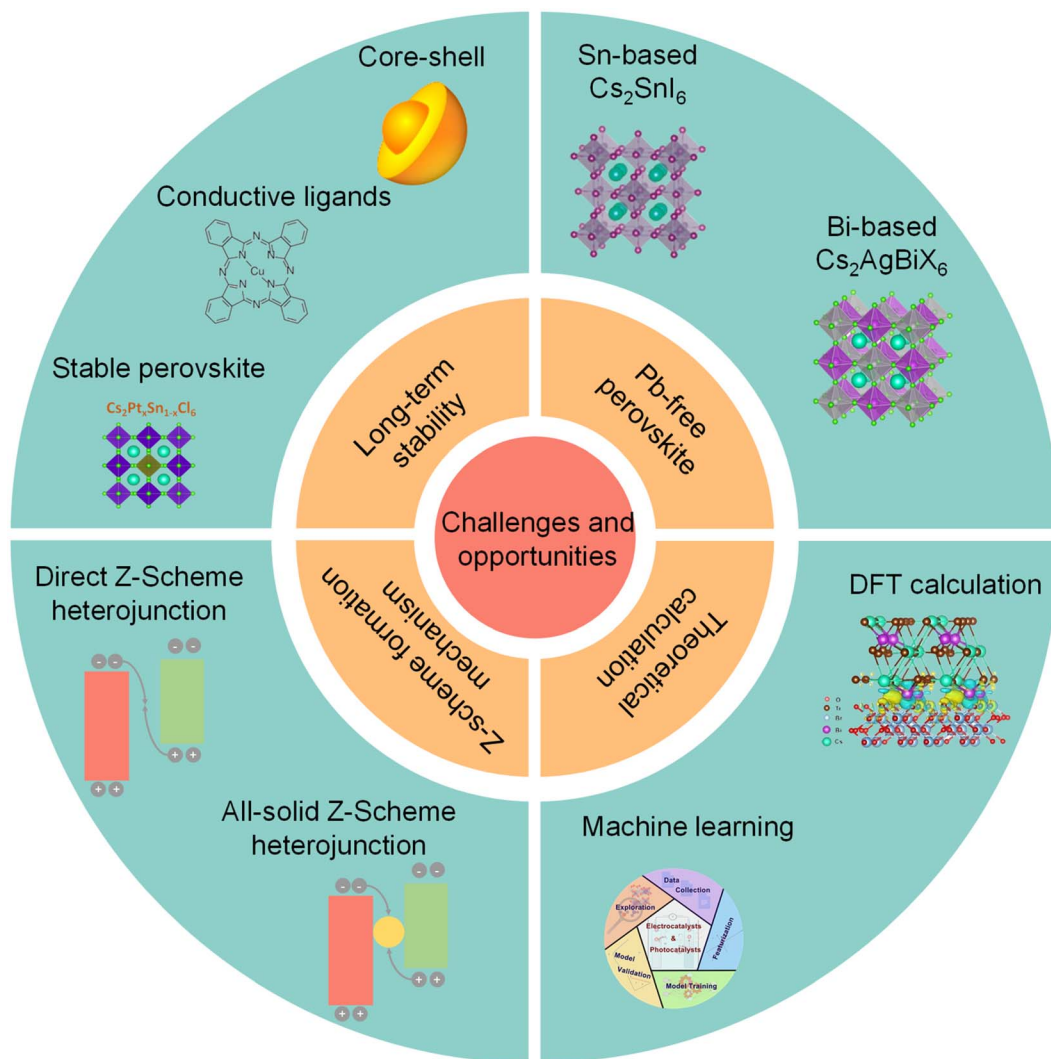 Core-shell
Conductive ligands
N
N
N
N
Cu
N
N
N
N
Stable perovskite
Cs₂PtₓSn₁₋ₓCl₆
Sn-based
Cs₂SnI₆
Bi-based
Cs₂AgBiX₆
Long-term
stability
Pb-free
perovskite
Challenges and
opportunities
Z-scheme formation
mechanism
Theoretical
calculation
Direct Z-Scheme
heterojunction
- -
+ +
- -
+ +
All-solid Z-Scheme
heterojunction
- -
+ +
- -
+ +
DFT calculation
Machine learning
Data
Collection
Exploration
Electrocatalysts
&
Photocatalysts
Featurization
Model
Validation
Model Training